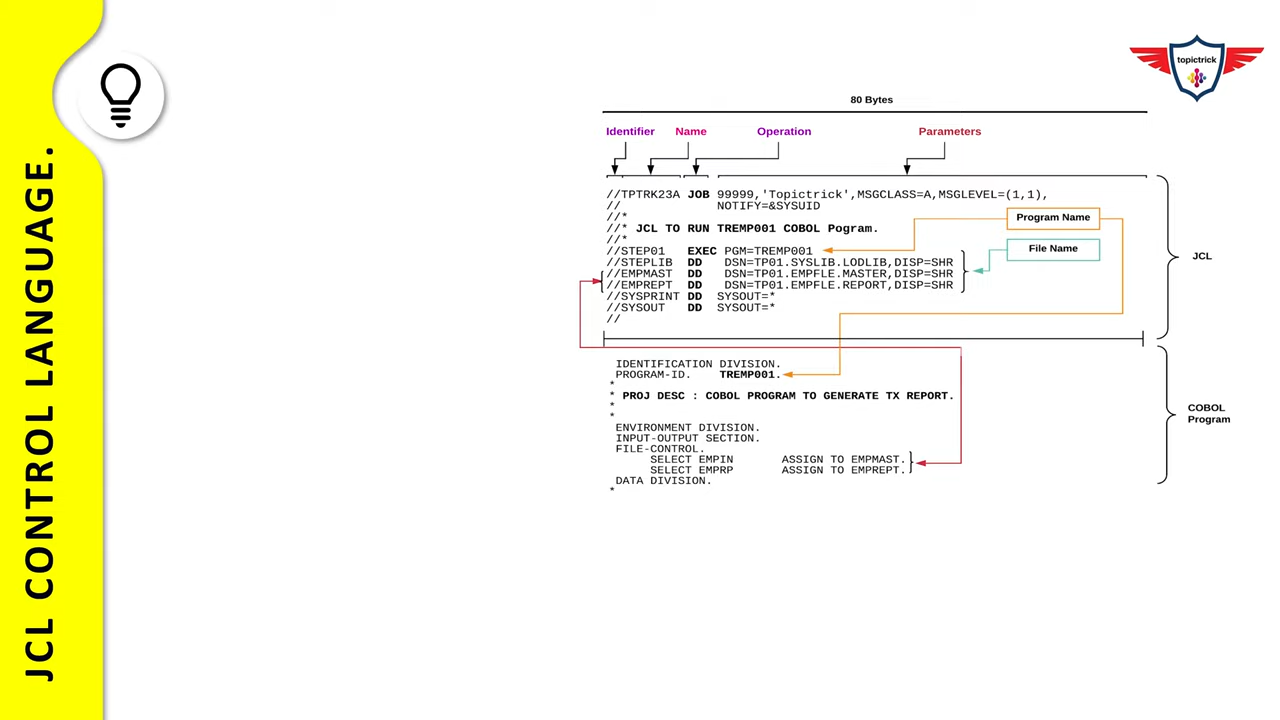 JCL CONTROL LANGUAGE.
topictrick
80 Bytes
Identifier Name Operation Parameters
//TPTRK23A JOB 99999,'Topictrick',MSGCLASS=A,MSGLEVEL=(1,1),
// NOTIFY=&SYSUID
//*
//* JCL TO RUN TREMP001 COBOL Pogram.
//*
//STEP01 EXEC PGM=TREMP001
//STEPLIB DD DSN=TP01.SYSLIB.LODLIB,DISP=SHR
//EMPMAST DD DSN=TP01.EMPFLE.MASTER,DISP=SHR
//EMPREPT DD DSN=TP01.EMPFLE.REPORT,DISP=SHR
//SYSPRINT DD SYSOUT=*
//SYSOUT DD SYSOUT=*
//
Program Name
File Name
JCL
IDENTIFICATION DIVISION.
PROGRAM-ID. TREMP001.
*
* PROJ DESC : COBOL PROGRAM TO GENERATE TX REPORT.
*
*
ENVIRONMENT DIVISION.
INPUT-OUTPUT SECTION.
FILE-CONTROL.
SELECT EMPIN ASSIGN TO EMPMAST.
SELECT EMPRP ASSIGN TO EMPREPT.
DATA DIVISION.
*
COBOL
Program